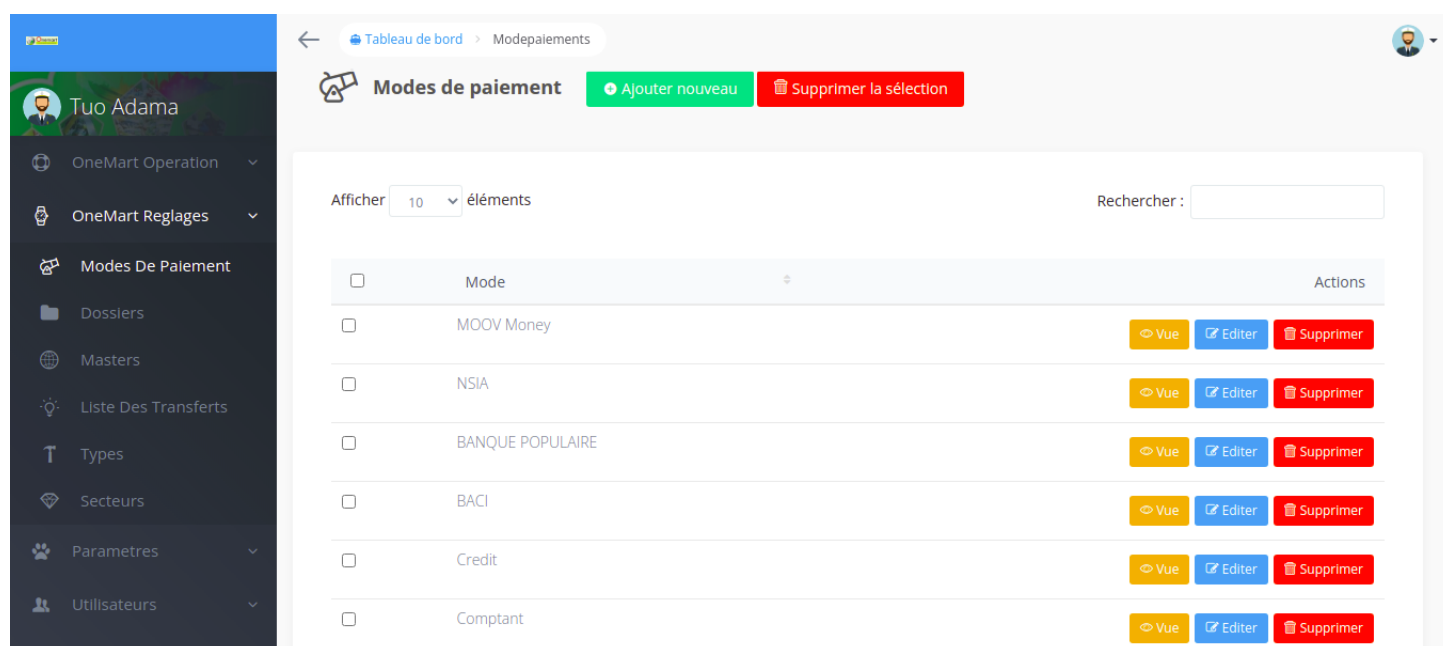 Tableau de bord > Modepaiements
Modes de paiement
Ajouter nouveau
Supprimer la sélection
Tuo Adama
OneMart Operation
OneMart Reglages
Modes De Paiement
Dossiers
Masters
Liste Des Transferts
Types
Secteurs
Parametres
Utilisateurs
Afficher 10 éléments
Rechercher :
Mode Actions
MOOV Money Vue Editer Supprimer
NSIA Vue Editer Supprimer
BANQUE POPULAIRE Vue Editer Supprimer
BACI Vue Editer Supprimer
Credit Vue Editer Supprimer
Comptant Vue Editer Supprimer